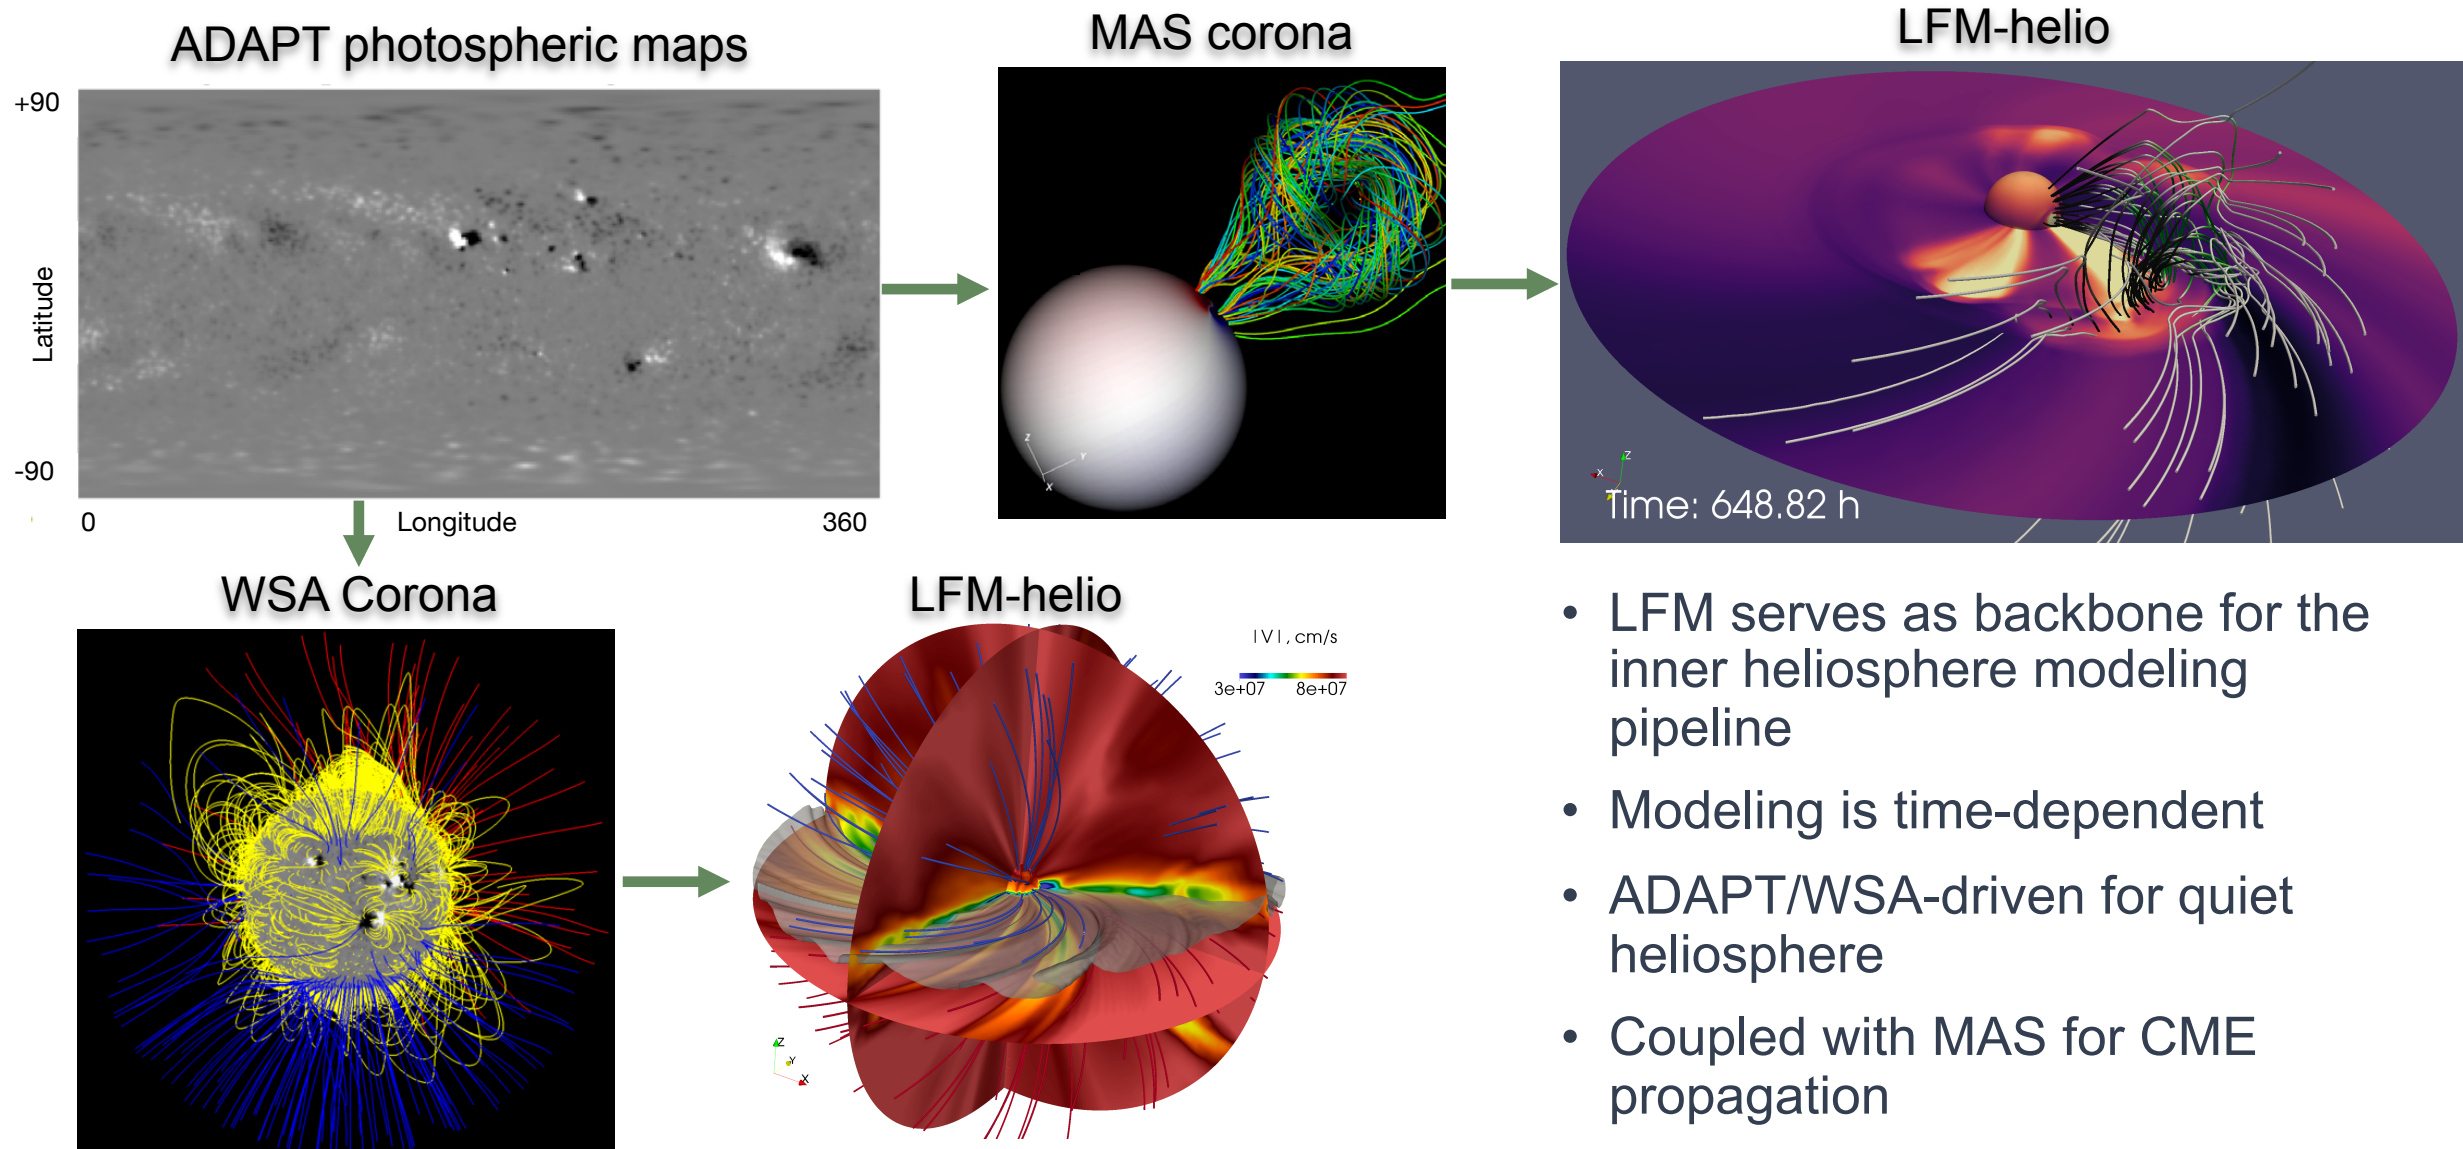 ADAPT photospheric maps
+90
Latitude
-90
0
Longitude
360
MAS corona
Z
Y
X
LFM-helio
X
Z
Y
Time: 648.82 h
WSA Corona
LFM-helio
|V|, cm/s
3e+07 8e+07
Z
Y
X
• LFM serves as backbone for the
inner heliosphere modeling
pipeline
• Modeling is time-dependent
• ADAPT/WSA-driven for quiet
heliosphere
• Coupled with MAS for CME
propagation